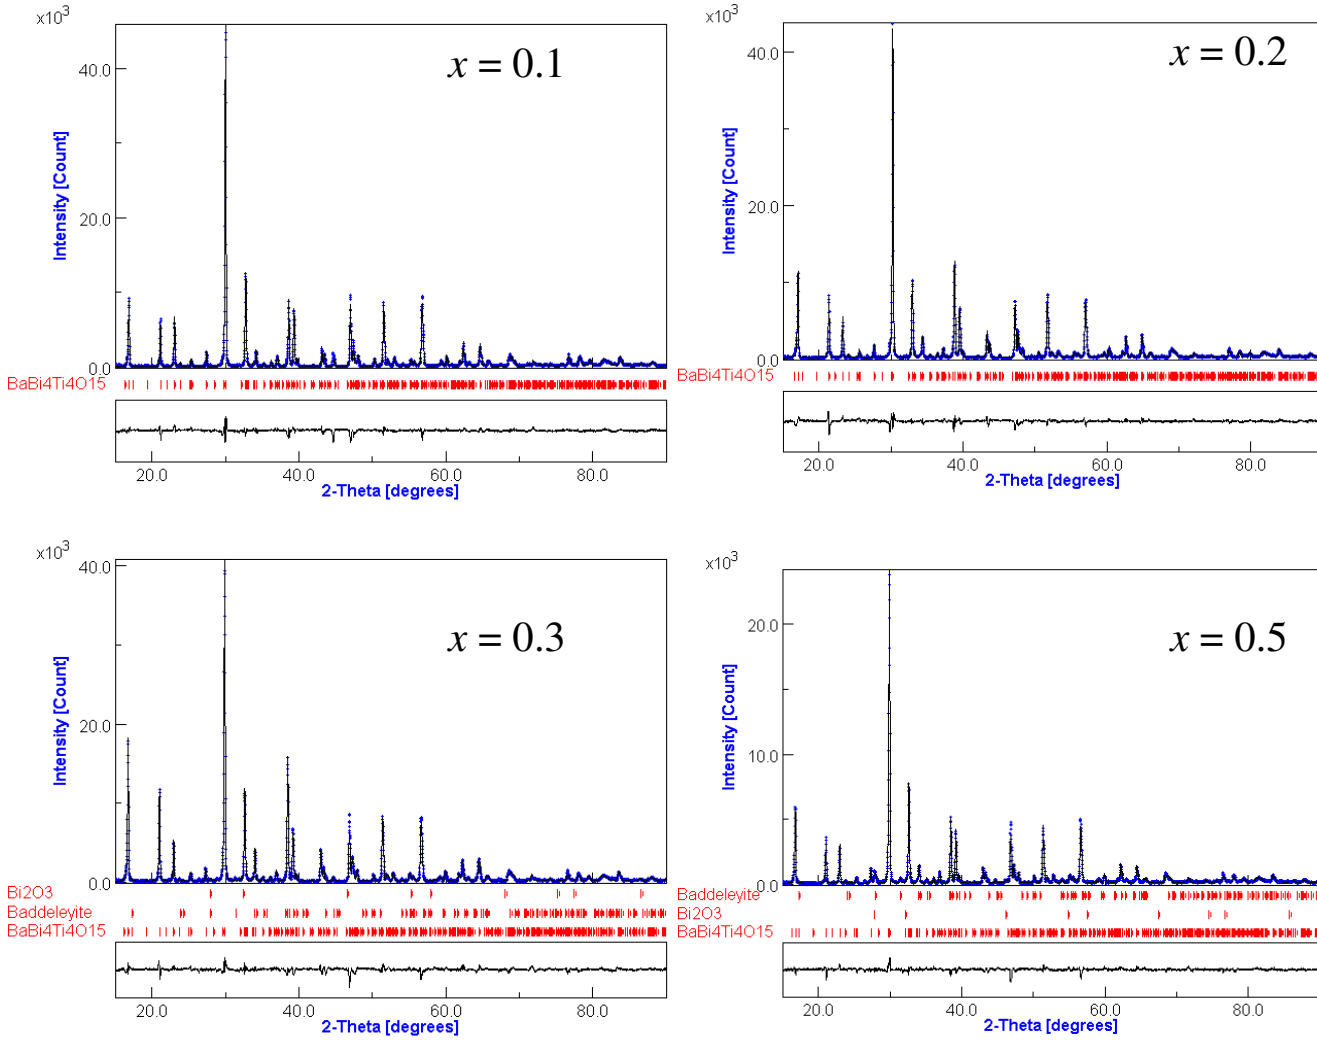 x10³
x = 0.1
40.0
20.0
0.0
Intensity [Count]
BaBi4Ti4O15
20.0 40.0 60.0 80.0
2-Theta [degrees]
x10³
x = 0.2
40.0
20.0
0.0
Intensity [Count]
BaBi4Ti4O15
20.0 40.0 60.0 80.0
2-Theta [degrees]
x10³
x = 0.3
40.0
20.0
0.0
Intensity [Count]
Bi2O3
Baddeleyite
BaBi4Ti4O15
20.0 40.0 60.0 80.0
2-Theta [degrees]
x10³
x = 0.5
20.0
10.0
0.0
Intensity [Count]
Baddeleyite
Bi2O3
BaBi4Ti4O15
20.0 40.0 60.0 80.0
2-Theta [degrees]